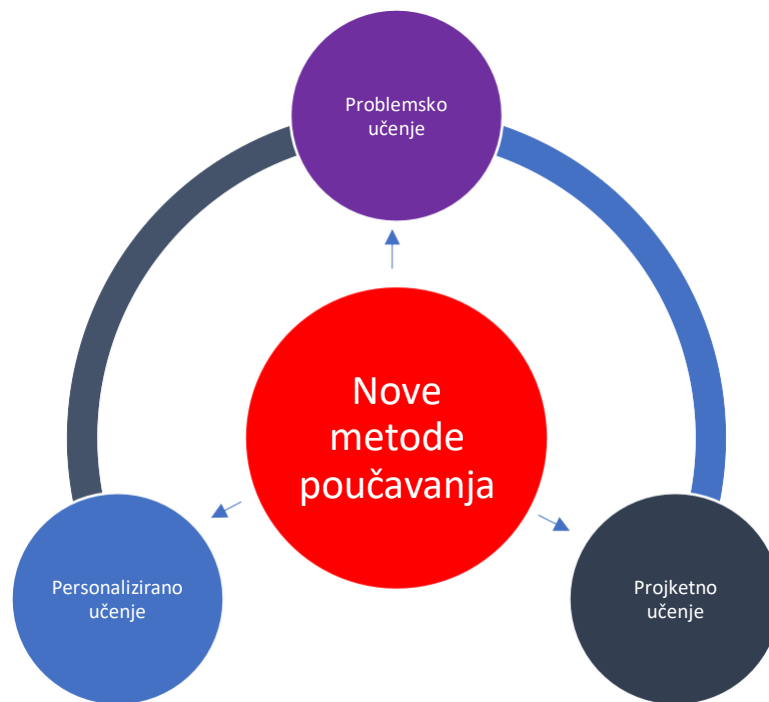 Problemsko
učenje
Nove
metode
poučavanja
Personalizirano
učenje
Projketno
učenje